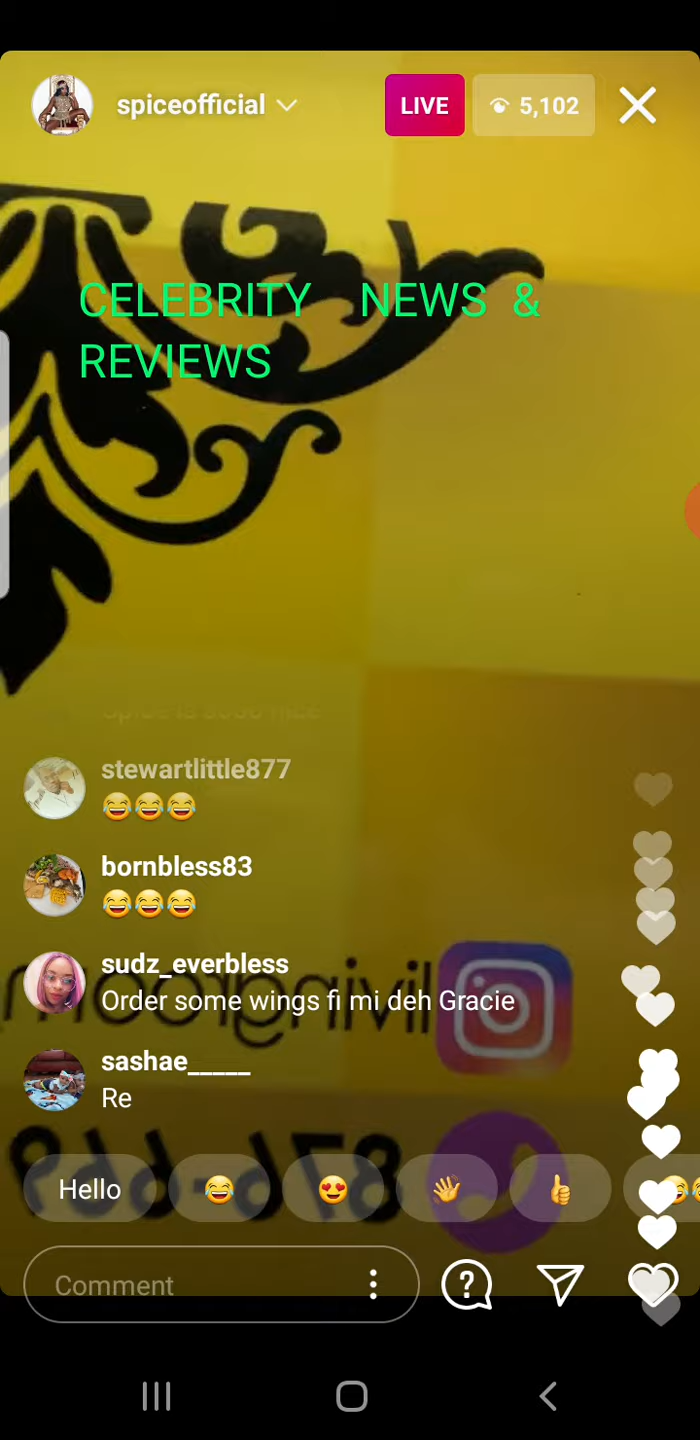 spiceofficial
LIVE
5,102
CELEBRITY NEWS &
REVIEWS
stewartlittle877
😂😂😂
bornbless83
😂😂😂
sudz_everbless
Order some wings fi mi deh Gracie
sashae_____
Re
Hello 😂 😍 👋 👍
Comment